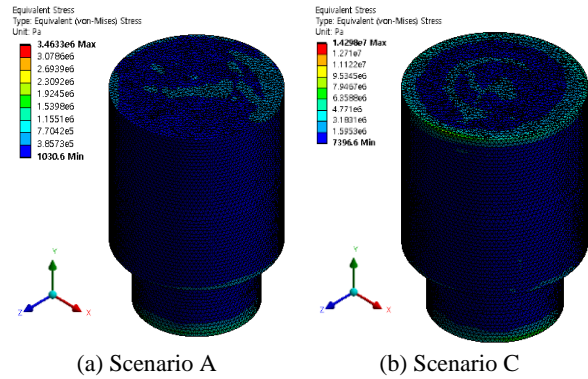 Equivalent Stress
Type: Equivalent (von-Mises) Stress
Unit: Pa
3.4633e6 Max
3.0786e6
2.6939e6
2.3092e6
1.9245e6
1.5398e6
1.1551e6
7.7042e5
3.8573e5
1030.6 Min
Y
Z
X
(a) Scenario A
Equivalent Stress
Type: Equivalent (von-Mises) Stress
Unit: Pa
1.4298e7 Max
1.271e7
1.1122e7
9.5345e6
7.9467e6
6.3588e6
4.771e6
3.1831e6
1.5953e6
7396.6 Min
Y
Z
X
(b) Scenario C